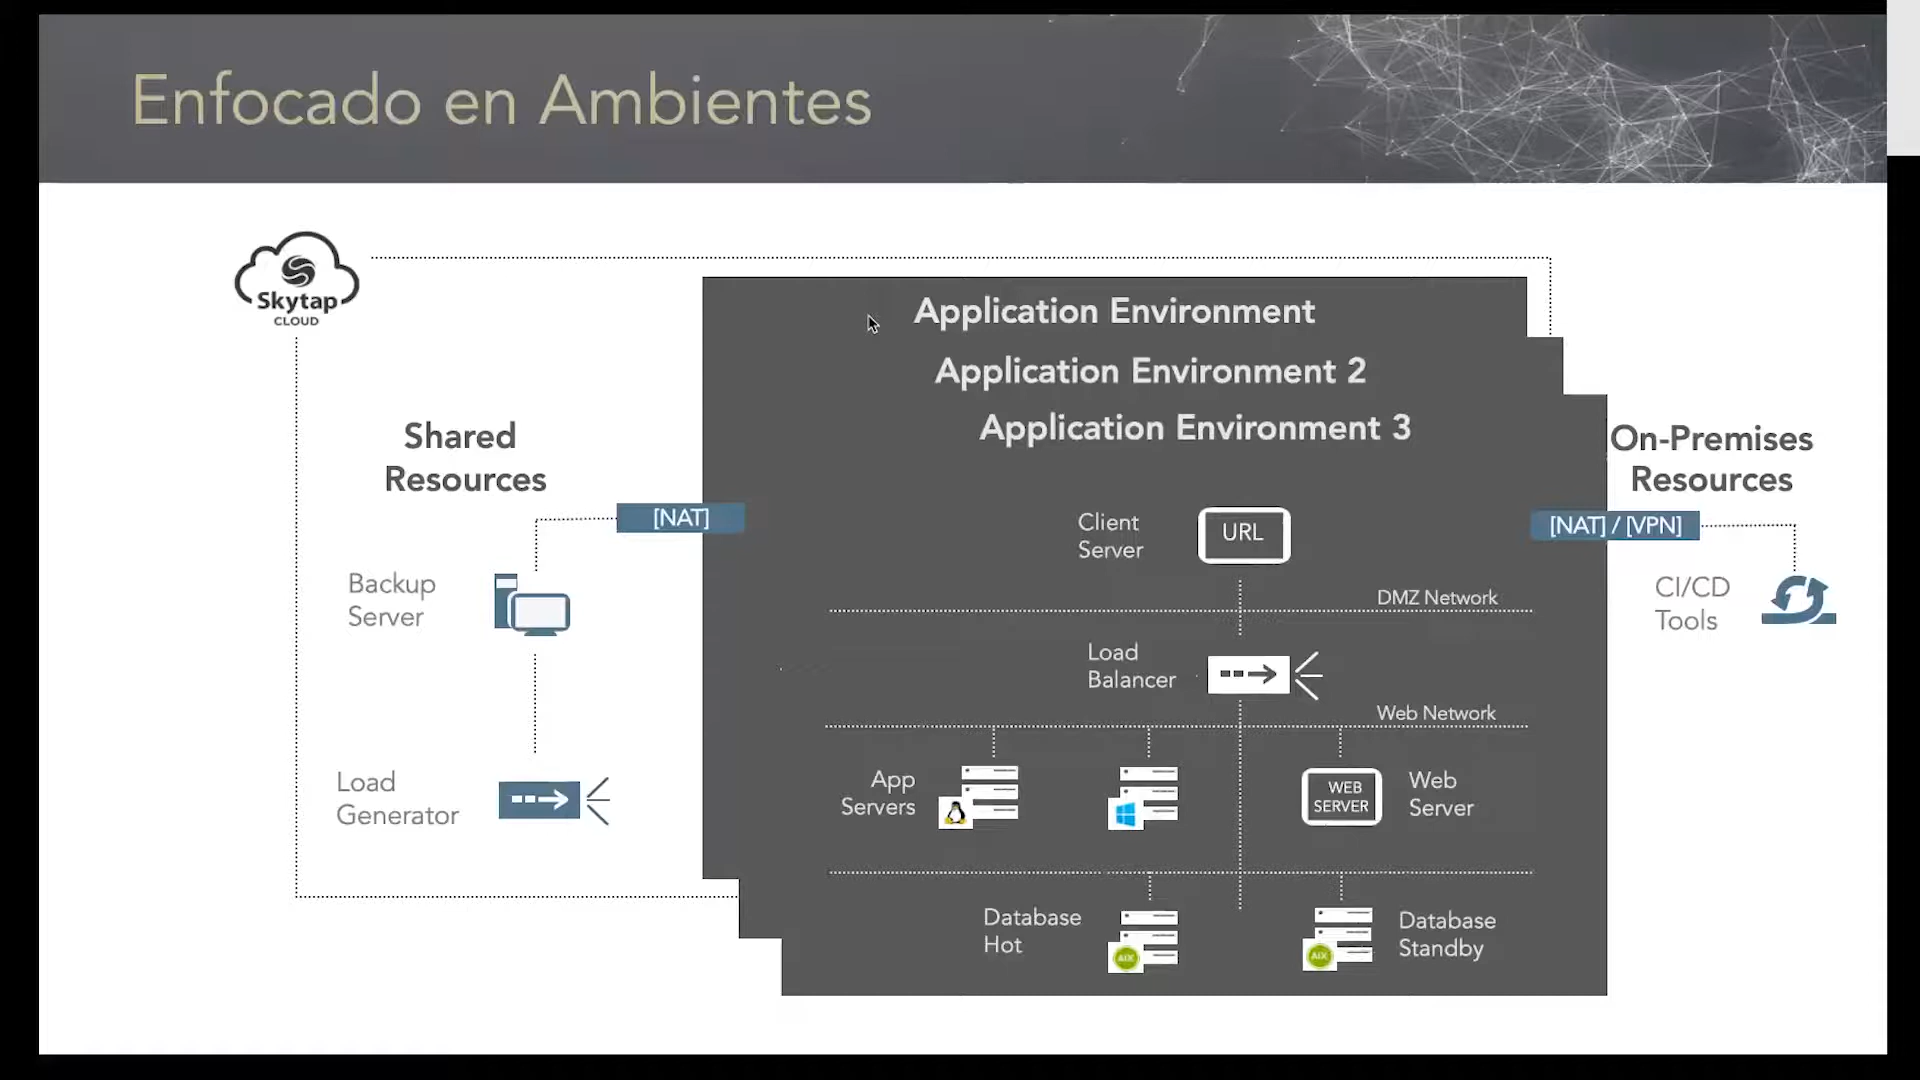 Enfocado en Ambientes
Skytap
CLOUD
Application Environment
Application Environment 2
Application Environment 3
Shared
Resources
On-Premises
Resources
[NAT]
[NAT] / [VPN]
Client
Server
URL
Backup
Server
CI/CD
Tools
DMZ Network
Load
Balancer
Web Network
Load
Generator
App
Servers
WEB
SERVER
Web
Server
Database
Hot
AIX
AIX
Database
Standby